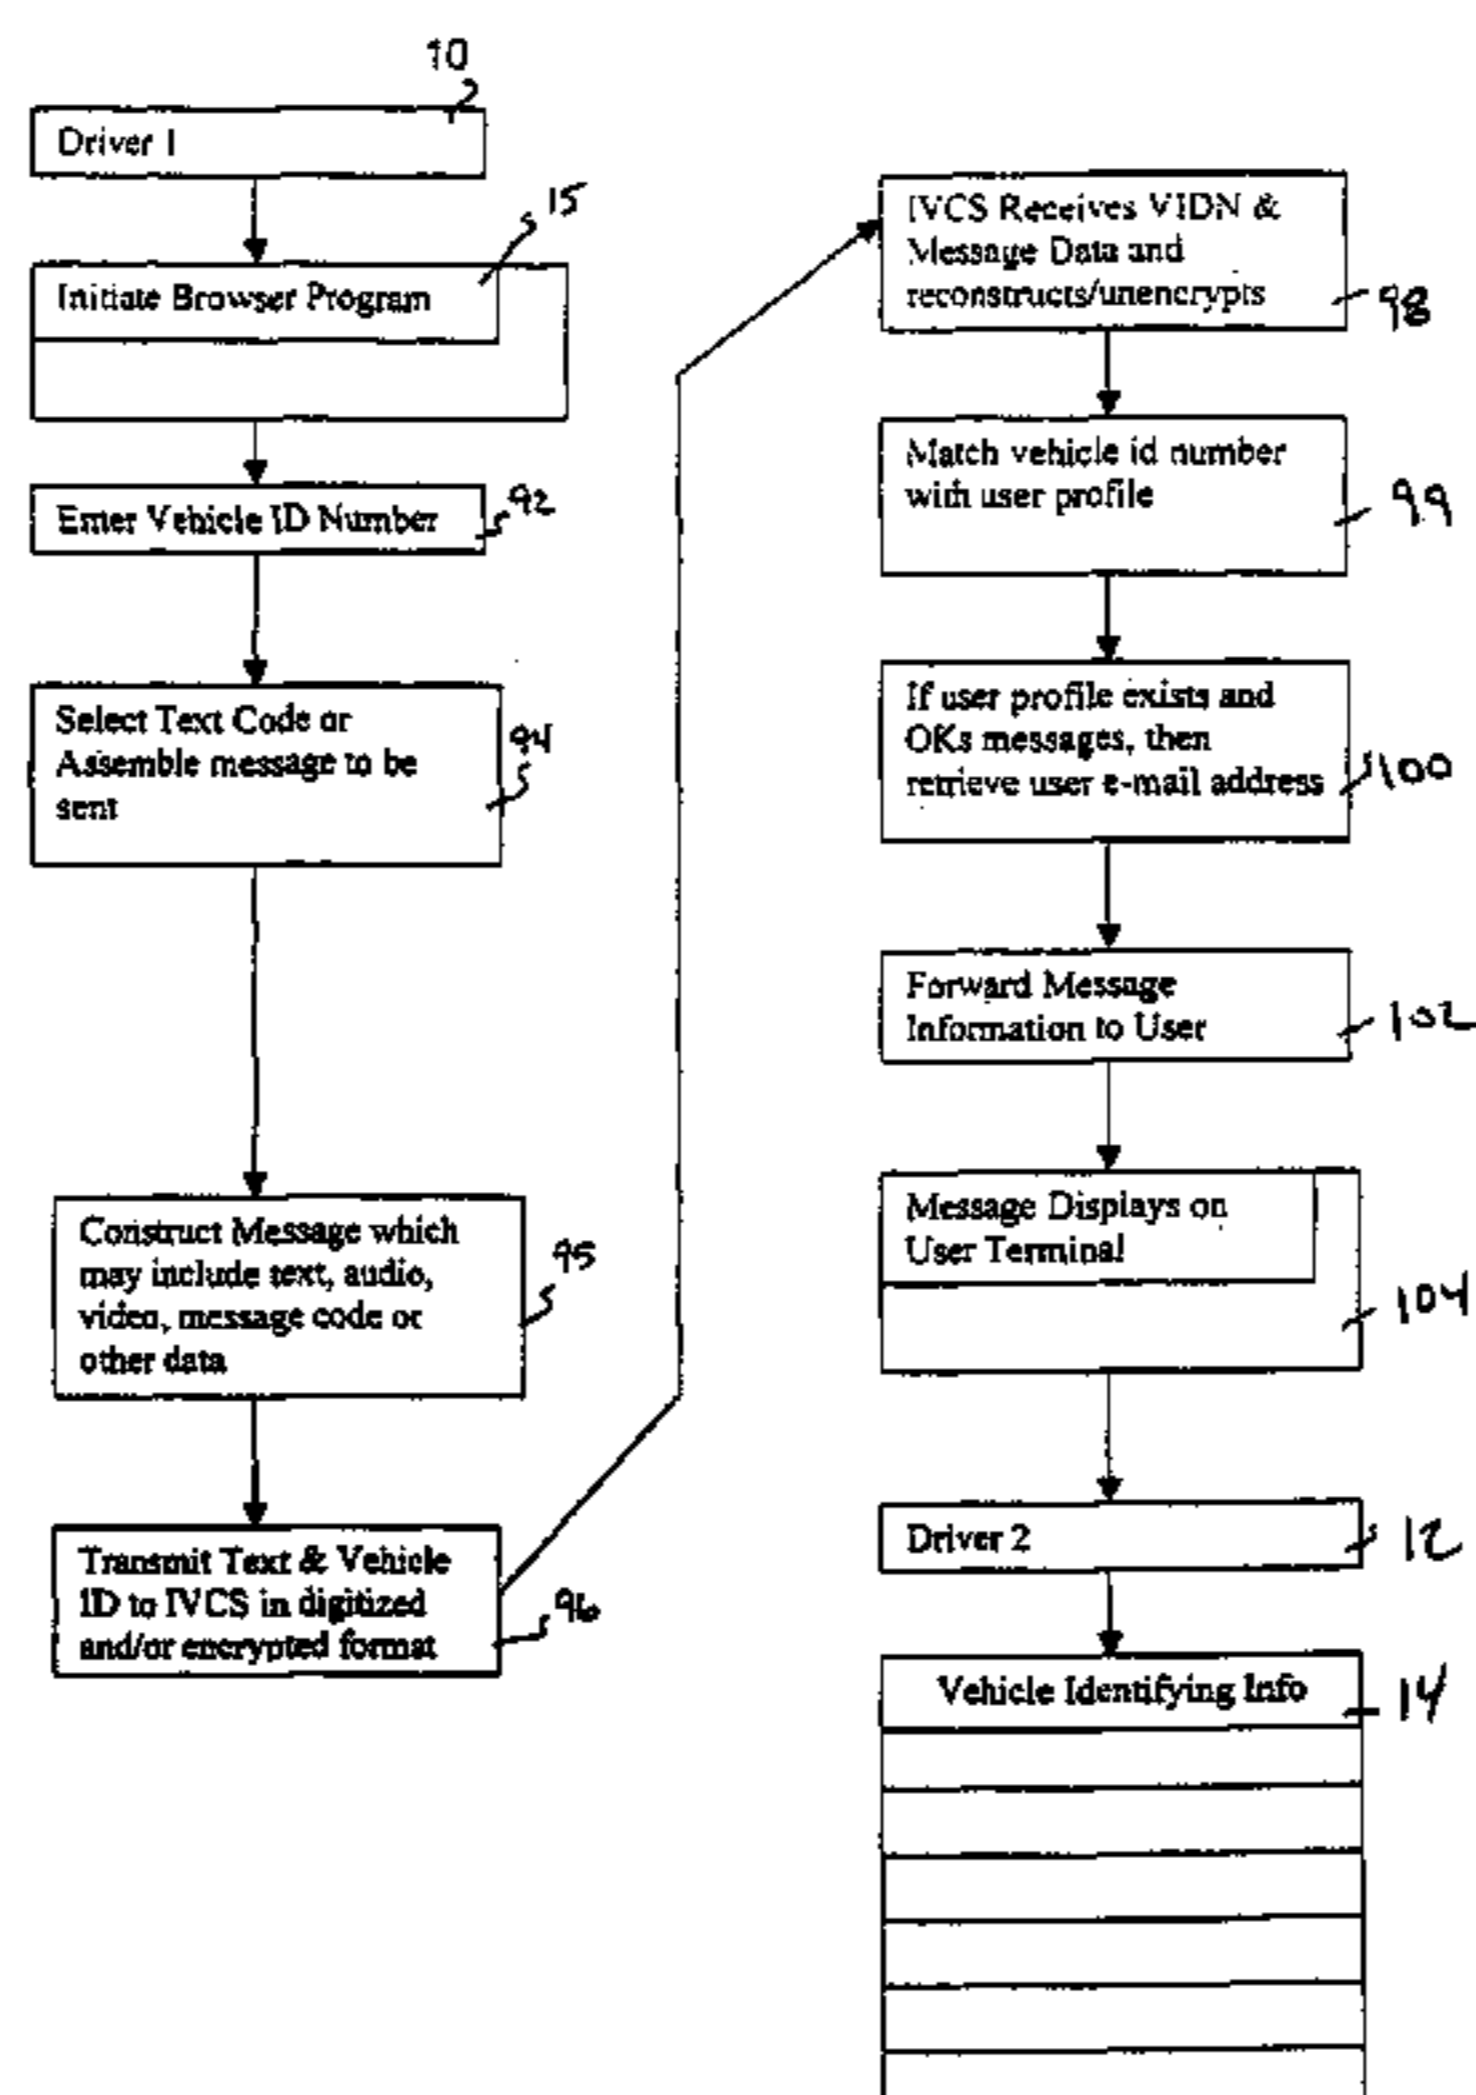 10
Driver 1
15
Initiate Browser Program
Enter Vehicle ID Number
92
Select Text Code or
Assemble message to be
sent
94
Construct Message which
may include text, audio,
video, message code or
other data
95
Transmit Text & Vehicle
ID to IVCS in digitized
and/or encrypted format
96
IVCS Receives VIDN &
Message Data and
reconstructs/unencrypts
98
Match vehicle id number
with user profile
99
If user profile exists and
OKs messages, then
retrieve user e-mail address
100
Forward Message
Information to User
102
Message Displays on
User Terminal
104
Driver 2
12
Vehicle Identifying Info
14